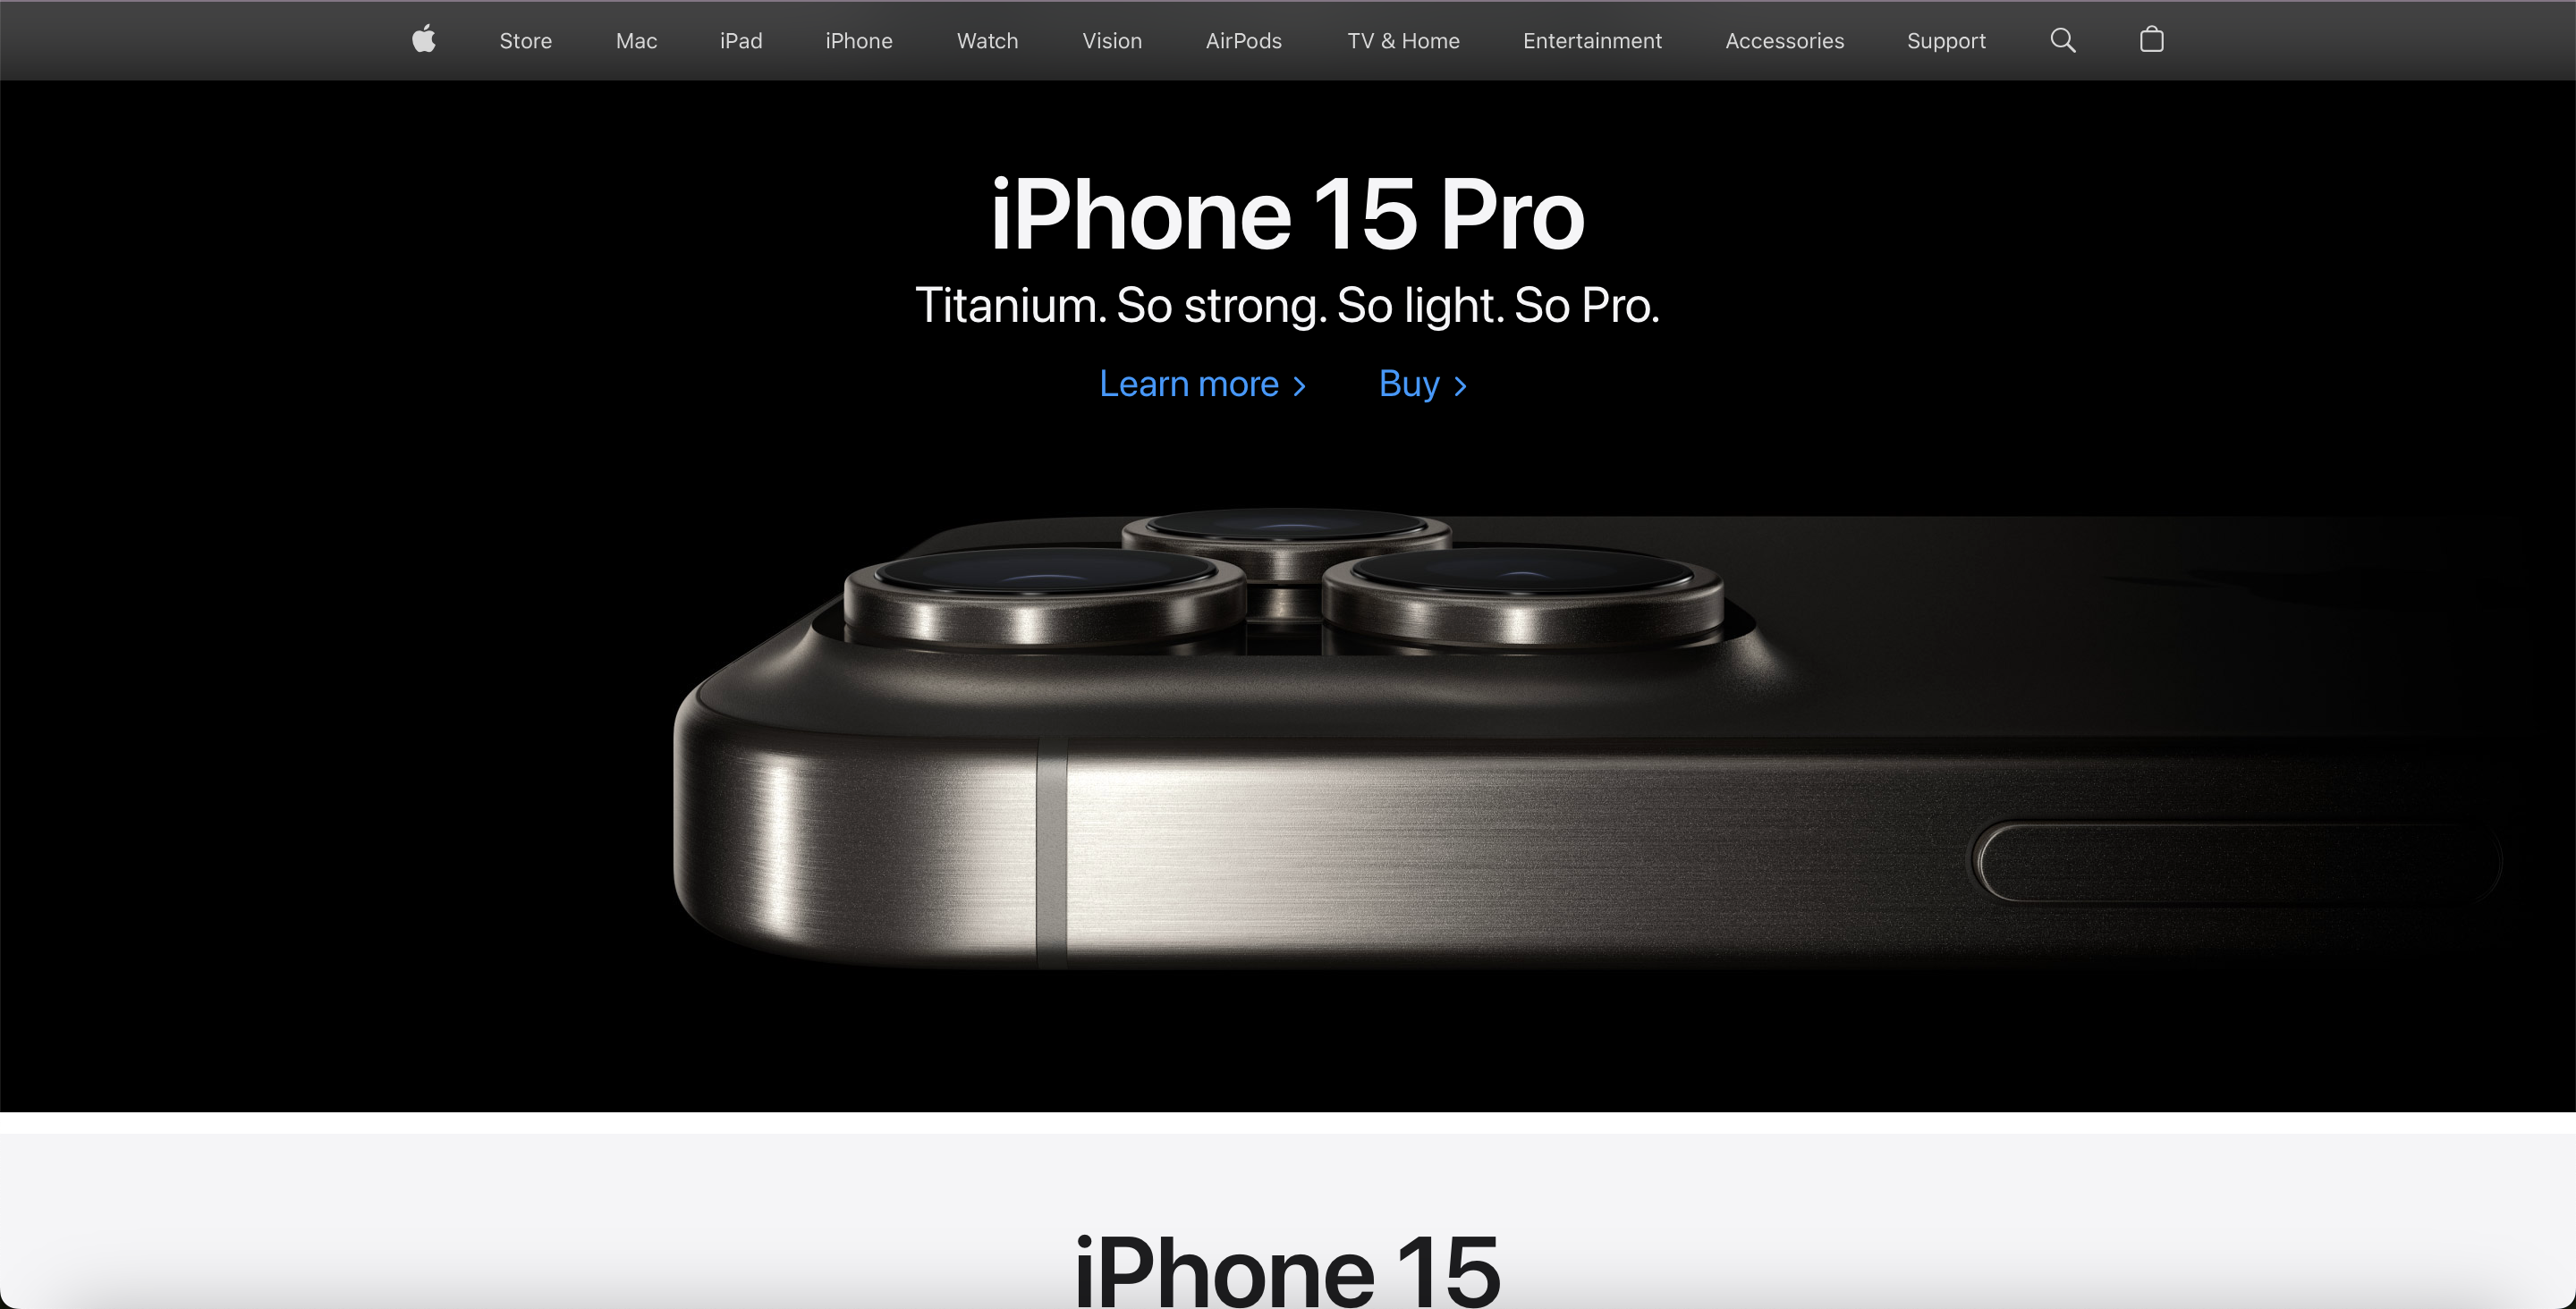 Store Mac iPad iPhone Watch Vision AirPods TV & Home Entertainment Accessories Support
iPhone 15 Pro
Titanium. So strong. So light. So Pro.
Learn more > Buy >
iPhone 15